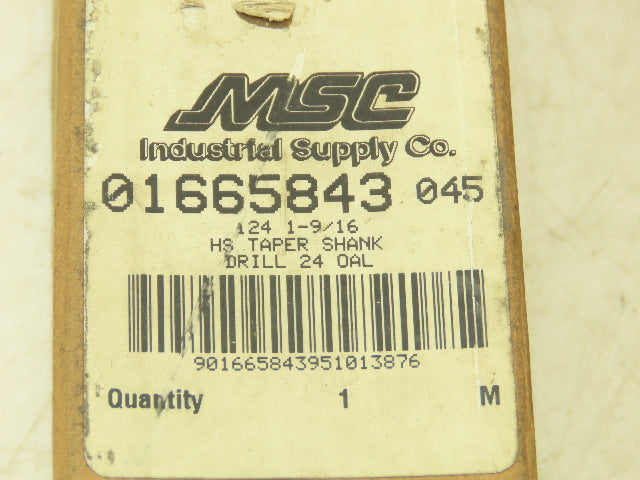 MSC
Industrial Supply Co.
01665843 045
124 1-9/16
HS TAPER SHANK
DRILL 24 OAL
901665843951013876
Quantity 1 M